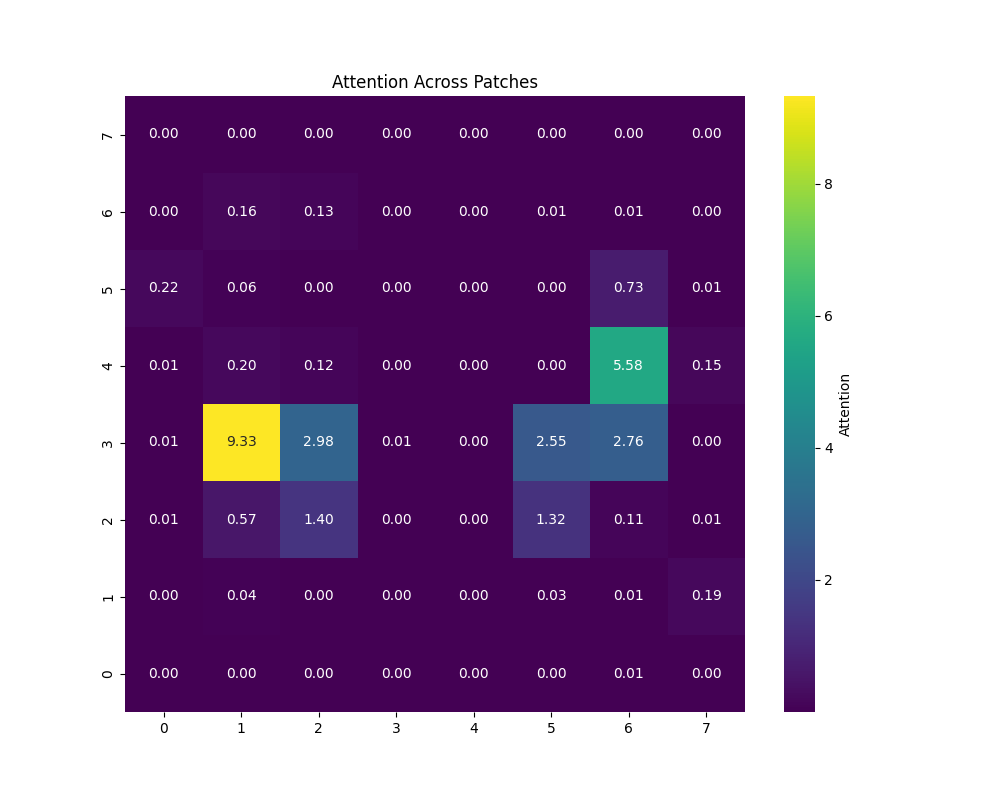 Attention Across Patches
7 0.00 0.00 0.00 0.00 0.00 0.00 0.00 0.00
8
6 0.00 0.16 0.13 0.00 0.00 0.01 0.01 0.00
5 0.22 0.06 0.00 0.00 0.00 0.00 0.73 0.01
6
4 0.01 0.20 0.12 0.00 0.00 0.00 5.58 0.15
Attention
3 0.01 9.33 2.98 0.01 0.00 2.55 2.76 0.00
4
2 0.01 0.57 1.40 0.00 0.00 1.32 0.11 0.01
2
1 0.00 0.04 0.00 0.00 0.00 0.03 0.01 0.19
0 0.00 0.00 0.00 0.00 0.00 0.00 0.01 0.00
0 1 2 3 4 5 6 7